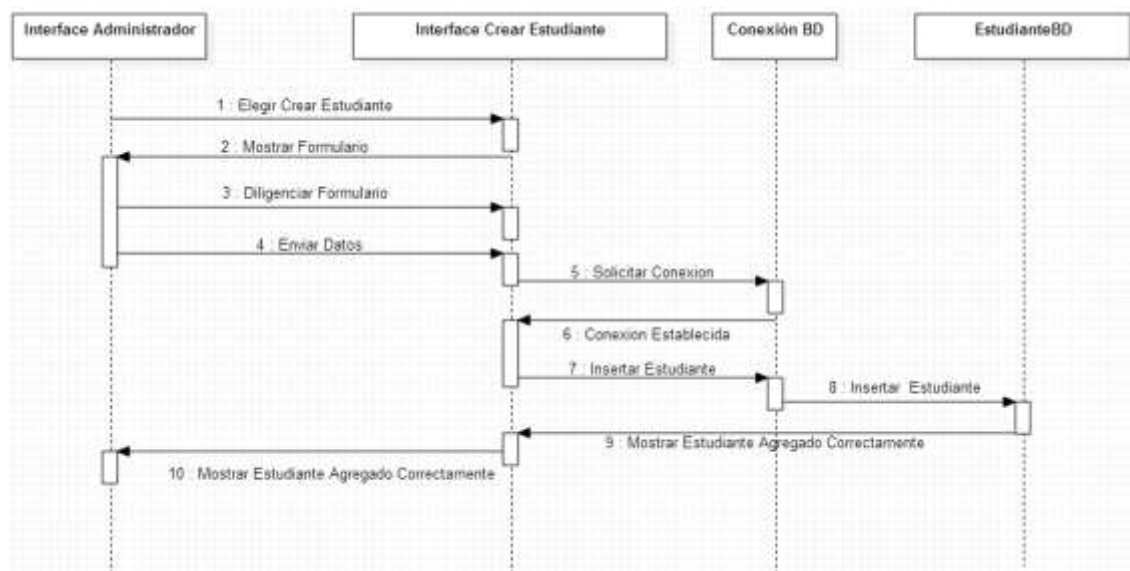 Interface Administrador
Interface Crear Estudiante
Conexión BD
EstudianteBD
1 : Elegir Crear Estudiante
2 : Mostrar Formulario
3 : Diligenciar Formulario
4 : Enviar Datos
5 : Solicitar Conexion
6 : Conexion Establecida
7 : Insertar Estudiante
8 : Insertar Estudiante
9 : Mostrar Estudiante Agregado Correctamente
10 : Mostrar Estudiante Agregado Correctamente